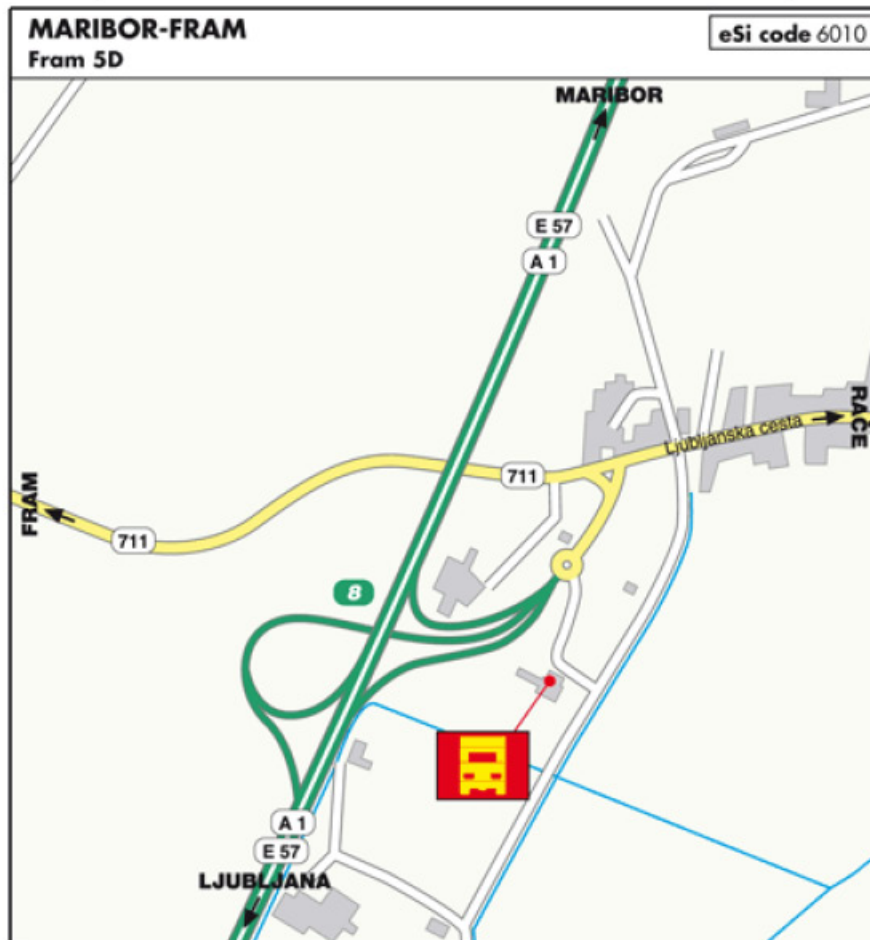 MARIBOR-FRAM
Fram 5D
eSi code 6010
MARIBOR
E 57
A 1
RAČE
Ljubljanska cesta
711
FRAM
711
8
A 1
E 57
LJUBLJANA